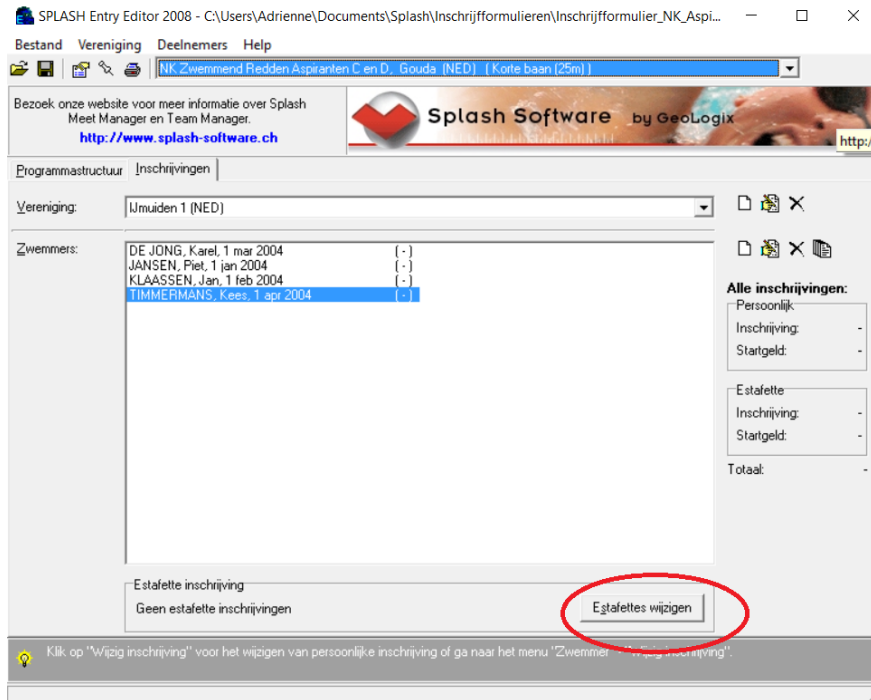 SPLASH Entry Editor 2008 - C:\Users\Adrienne\Documents\Splash\Inschrijfformulieren\Inschrijfformulier_NK_Aspi...
Bestand Vereniging Deelnemers Help
NK Zwemmend Redden Aspiranten C en D, Gouda (NED) (Korte baan (25m))
Bezoek onze website voor meer informatie over Splash
Meet Manager en Team Manager.
http://www.splash-software.ch
Splash Software by GeoLogix
http:/
Programmastructuur Inschrijvingen
Vereniging: IJmuiden 1 (NED)
Zwemmers:
DE JONG, Karel, 1 mar 2004 ( - )
JANSEN, Piet, 1 jan 2004 ( - )
KLAASSEN, Jan, 1 feb 2004 ( - )
TIMMERMANS, Kees, 1 apr 2004 ( - )
Alle inschrijvingen:
Persoonlijk
Inschrijving: -
Startgeld: -
Estafette
Inschrijving: -
Startgeld: -
Totaal: -
Estafette inschrijving
Geen estafette inschrijvingen
Estafettes wijzigen
Klik op "Wijzig inschrijving" voor het wijzigen van persoonlijke inschrijving of ga naar het menu "Zwemmer" - "Wijzig inschrijving".